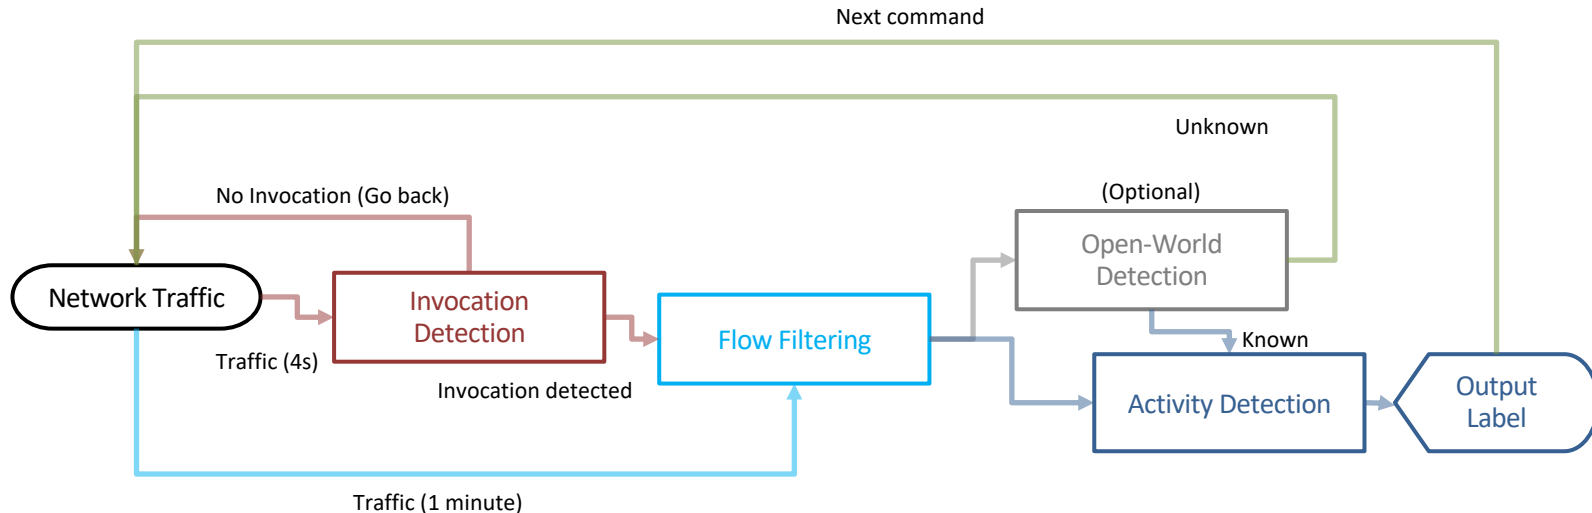 Next command
Unknown
No Invocation (Go back)
(Optional)
Open-World
Detection
Network Traffic
Invocation
Detection
Flow Filtering
Known
Traffic (4s)
Invocation detected
Activity Detection
Output
Label
Traffic (1 minute)